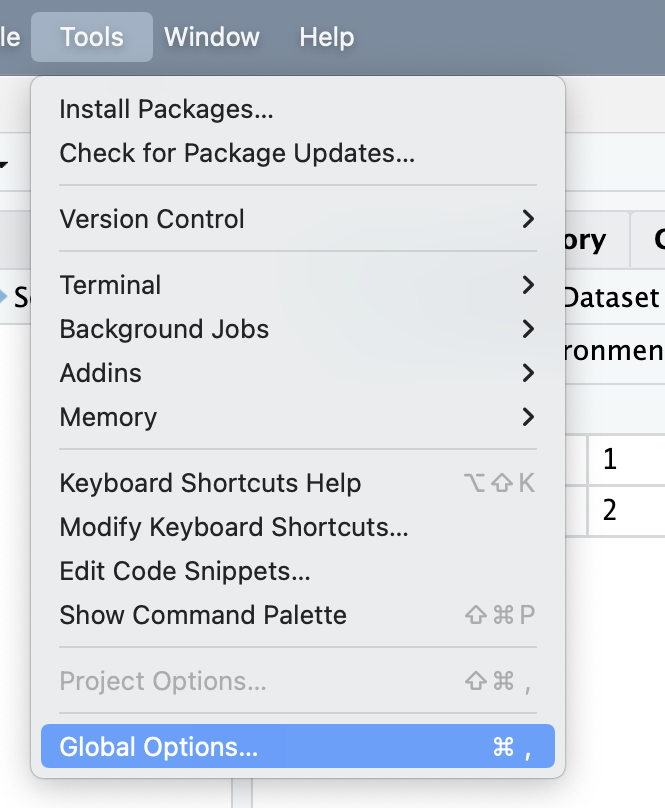 le Tools Window Help
Install Packages...
Check for Package Updates...
Version Control
ory
Terminal
Dataset
Background Jobs
ronmen
Addins
Memory
1
Keyboard Shortcuts Help ⌥⇧K
2
Modify Keyboard Shortcuts...
Edit Code Snippets...
Show Command Palette ⇧⌘P
Project Options... ⇧⌘,
Global Options... ⌘,